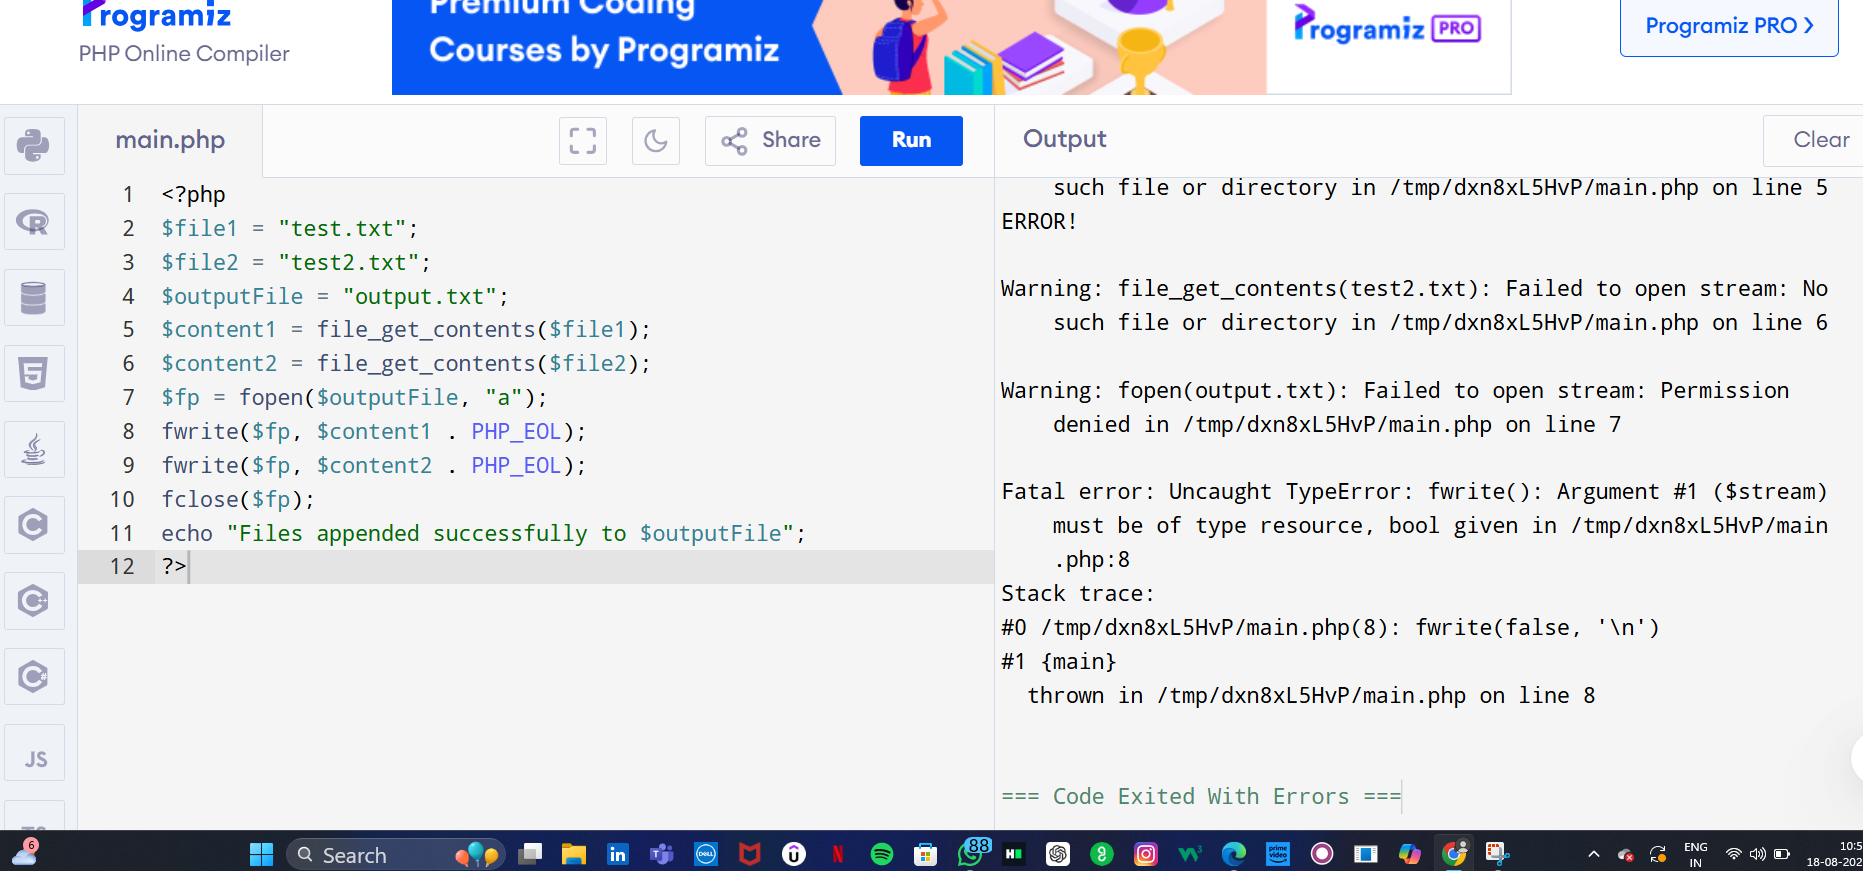 Programiz
PHP Online Compiler
Premium Coding
Courses by Programiz
Programiz PRO
Programiz PRO
main.php
Share
Run
Output
Clear
1 <?php
2 $file1 = "test.txt";
3 $file2 = "test2.txt";
4 $outputFile = "output.txt";
5 $content1 = file_get_contents($file1);
6 $content2 = file_get_contents($file2);
7 $fp = fopen($outputFile, "a");
8 fwrite($fp, $content1 . PHP_EOL);
9 fwrite($fp, $content2 . PHP_EOL);
10 fclose($fp);
11 echo "Files appended successfully to $outputFile";
12 ?>
such file or directory in /tmp/dxn8xL5HvP/main.php on line 5
ERROR!
Warning: file_get_contents(test2.txt): Failed to open stream: No
such file or directory in /tmp/dxn8xL5HvP/main.php on line 6
Warning: fopen(output.txt): Failed to open stream: Permission
denied in /tmp/dxn8xL5HvP/main.php on line 7
Fatal error: Uncaught TypeError: fwrite(): Argument #1 ($stream)
must be of type resource, bool given in /tmp/dxn8xL5HvP/main
.php:8
Stack trace:
#0 /tmp/dxn8xL5HvP/main.php(8): fwrite(false, '\n')
#1 {main}
thrown in /tmp/dxn8xL5HvP/main.php on line 8
=== Code Exited With Errors ===
JS
6
Search
88
prime video
ENG
IN
10:5
18-08-202